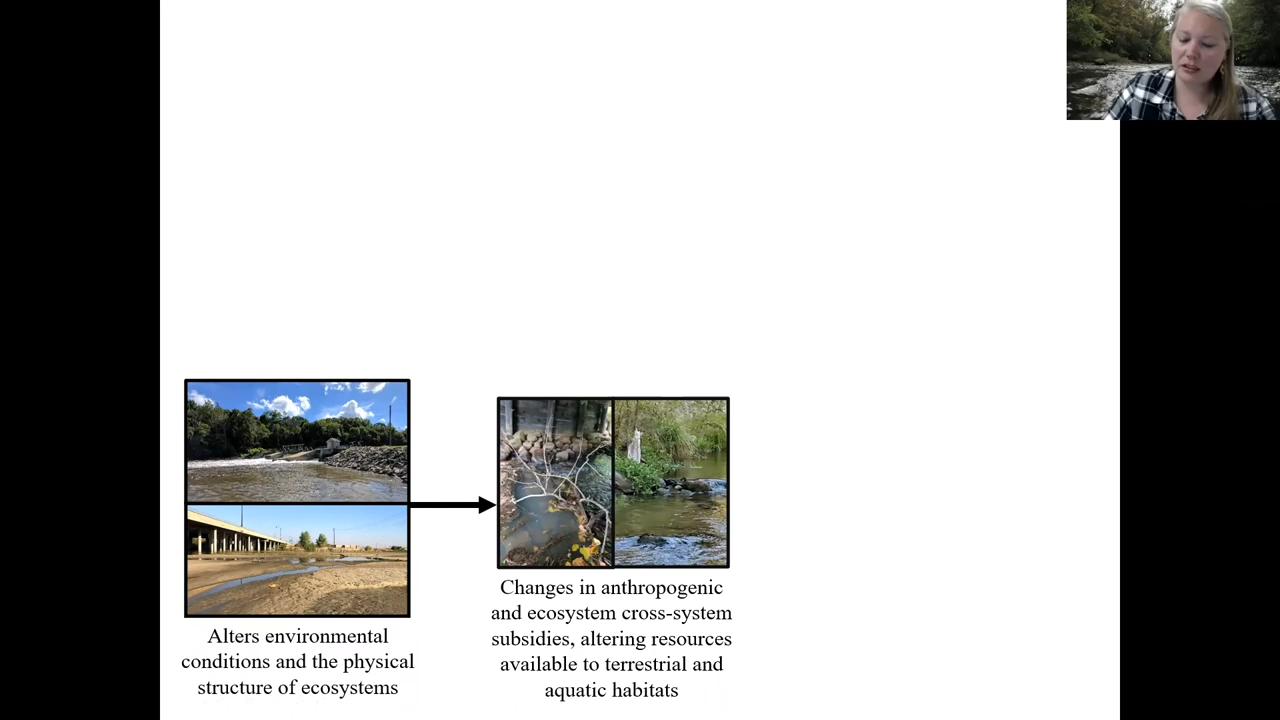 Alters environmental
conditions and the physical
structure of ecosystems
Changes in anthropogenic
and ecosystem cross-system
subsidies, altering resources
available to terrestrial and
aquatic habitats